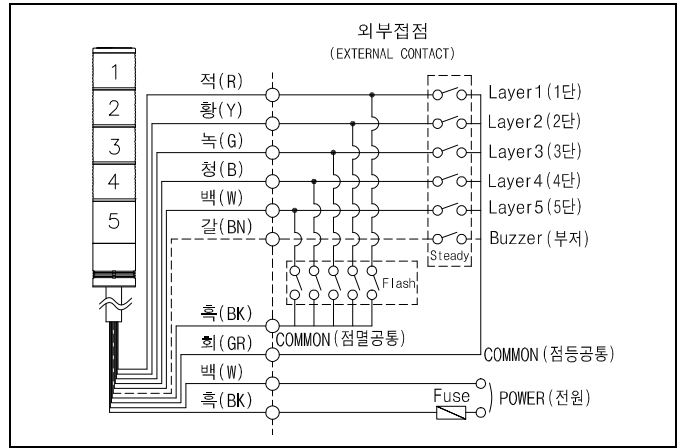 외부접점
(EXTERNAL CONTACT)
1
2
3
4
5
적(R)
황(Y)
녹(G)
청(B)
백(W)
갈(BN)
흑(BK)
회(GR)
백(W)
흑(BK)
Layer1(1단)
Layer2(2단)
Layer3(3단)
Layer4(4단)
Layer5(5단)
Buzzer(부저)
Steady
Flash
COMMON(점멸공통)
COMMON(점등공통)
Fuse
POWER(전원)